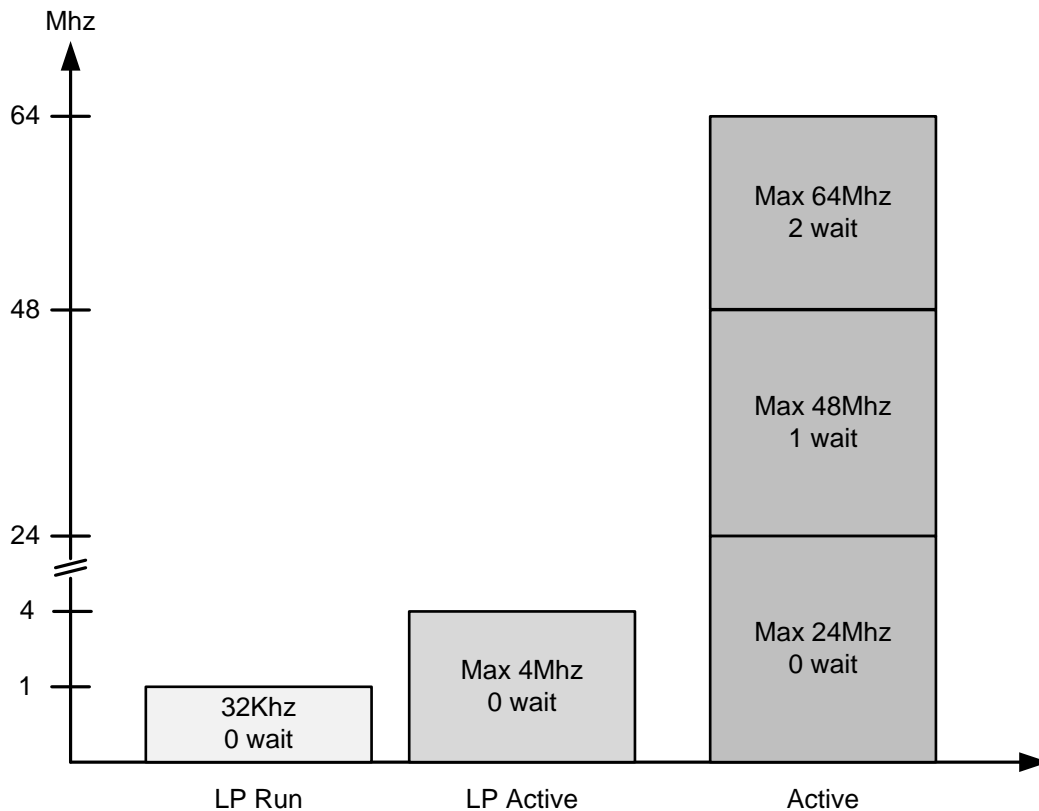 Mhz
64
Max 64Mhz
2 wait
48
Max 48Mhz
1 wait
24
4
Max 24Mhz
0 wait
Max 4Mhz
0 wait
1
32Khz
0 wait
LP Run
LP Active
Active